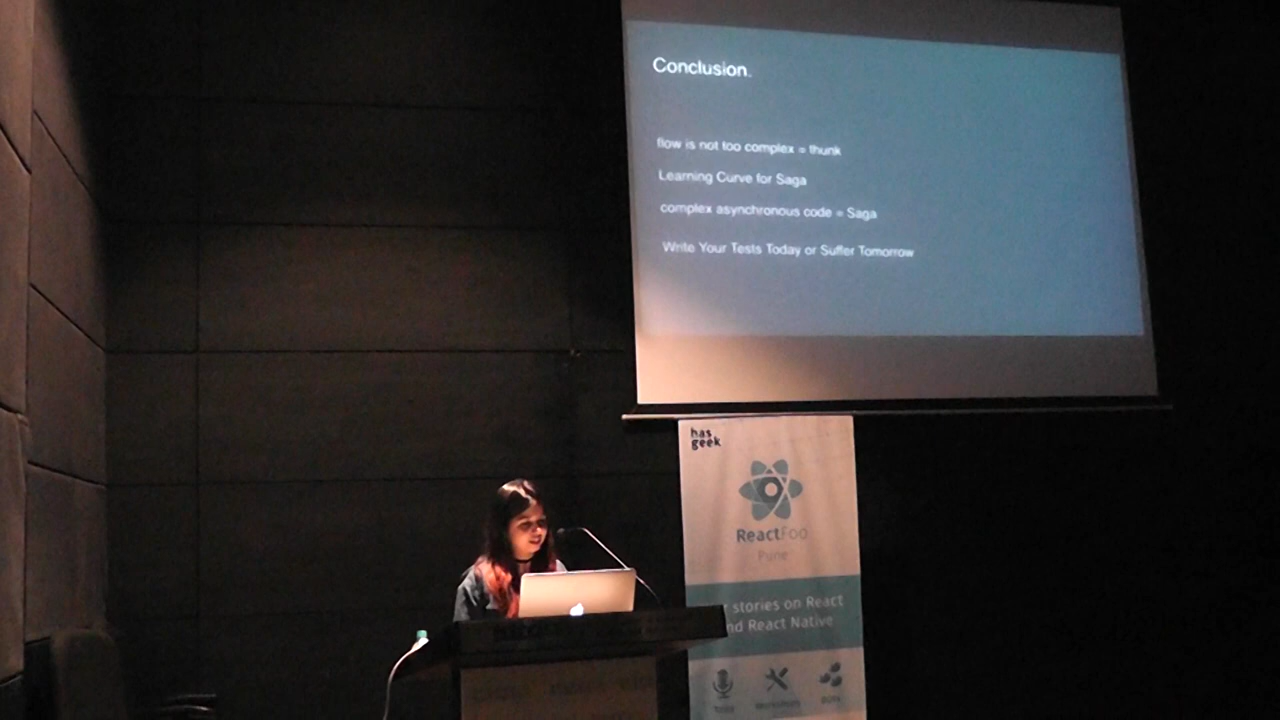 Conclusion.
flow is not too complex = thunk
Learning Curve for Saga
complex asynchronous code = Saga
Write Your Tests Today or Suffer Tomorrow
has
geek
ReactFoo
Pune
stories on React
and React Native